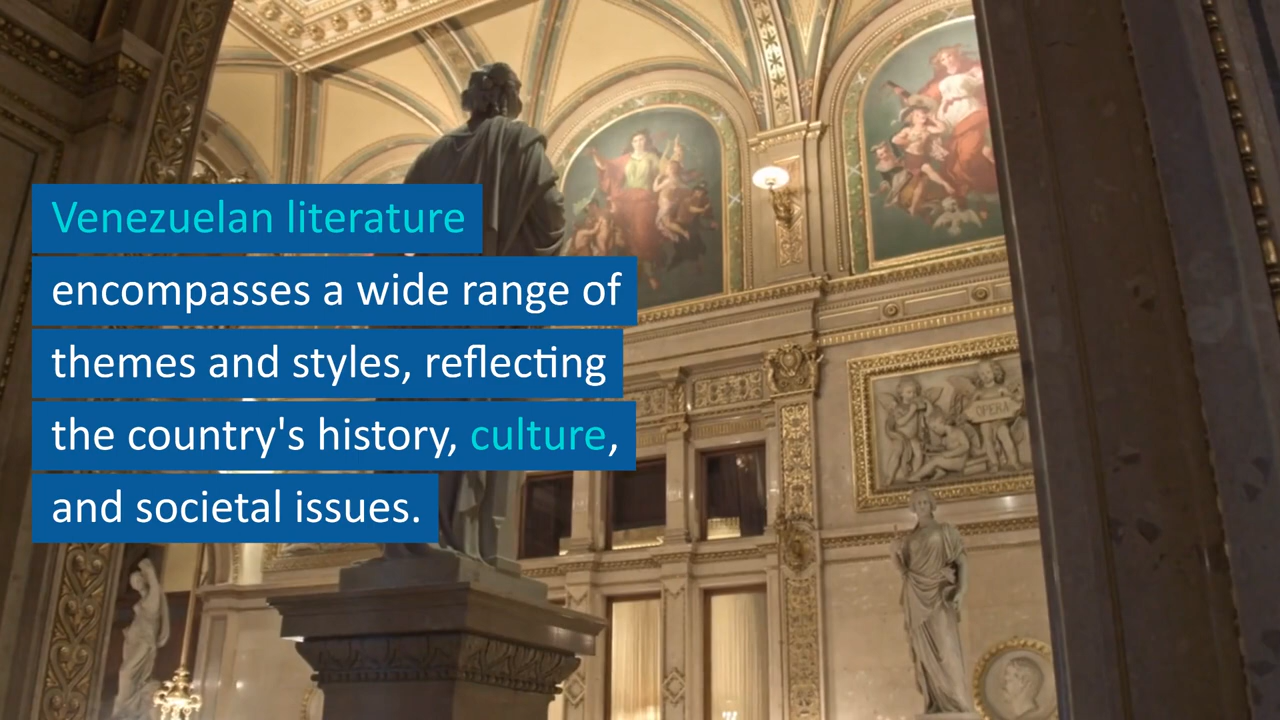 Venezuelan literature
encompasses a wide range of
themes and styles, reflecting
the country's history, culture,
and societal issues.
OPERA